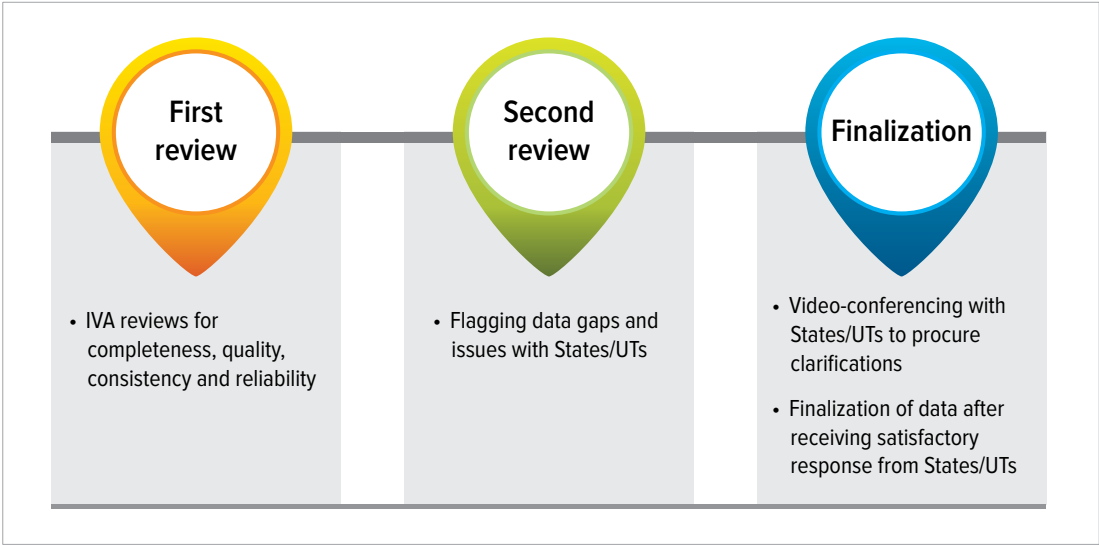 First
review
• IVA reviews for
completeness, quality,
consistency and reliability
Second
review
• Flagging data gaps and
issues with States/UTs
Finalization
• Video-conferencing with
States/UTs to procure
clarifications
• Finalization of data after
receiving satisfactory
response from States/UTs